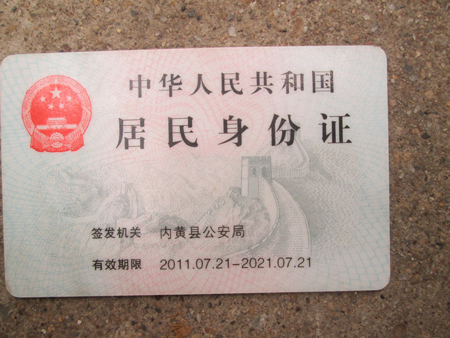 中华人民共和国
居民身份证
签发机关 内黄县公安局
有效期限 2011.07.21-2021.07.21